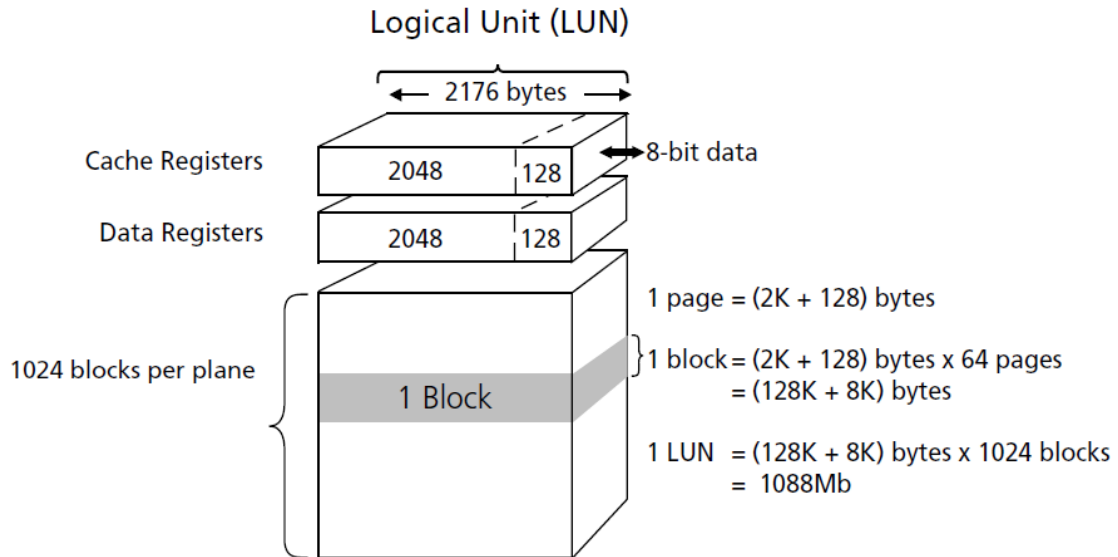 Logical Unit (LUN)
2176 bytes
Cache Registers
2048
128
8-bit data
Data Registers
2048
128
1 page = (2K + 128) bytes
1024 blocks per plane
1 Block
1 block = (2K + 128) bytes x 64 pages
= (128K + 8K) bytes
1 LUN = (128K + 8K) bytes x 1024 blocks
= 1088Mb